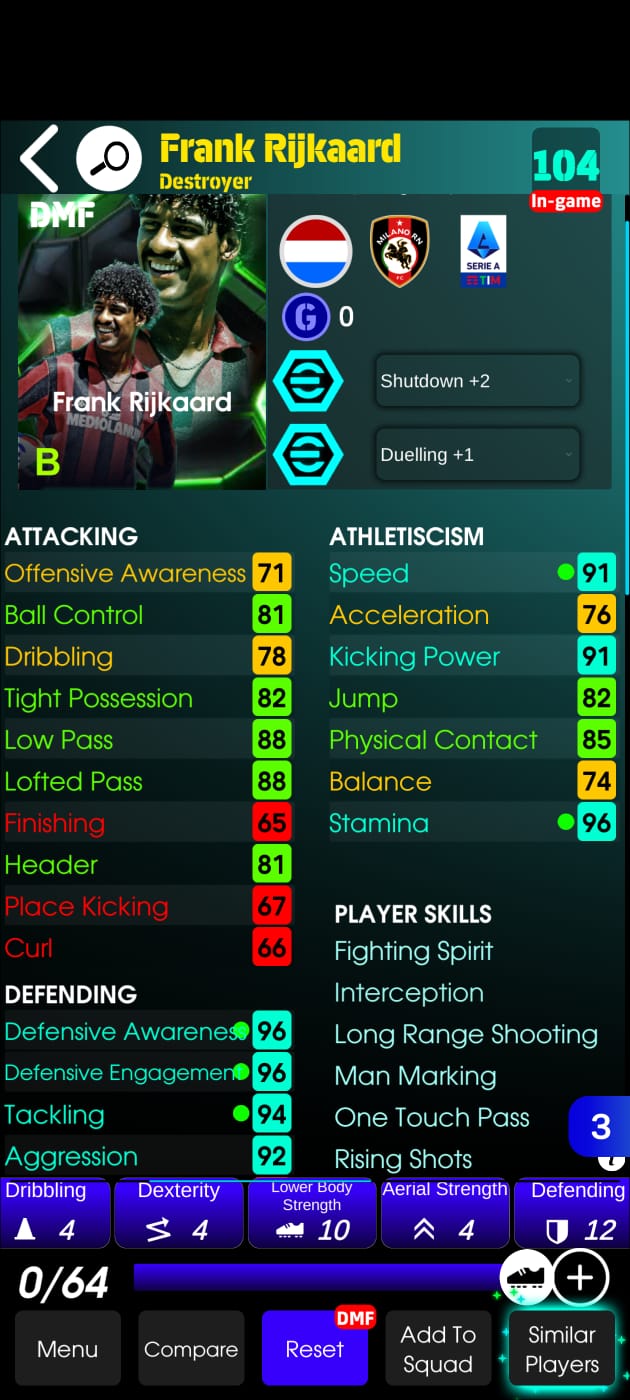 Frank Rijkaard
Destroyer
104
In-game
DMF
MILANO RN
FC
SERIE A
TIM
G 0
Shutdown +2
Frank Rijkaard
MEDIOLANUM
B
Duelling +1
ATTACKING
Offensive Awareness 71
Ball Control 81
Dribbling 78
Tight Possession 82
Low Pass 88
Lofted Pass 88
Finishing 65
Header 81
Place Kicking 67
Curl 66
DEFENDING
Defensive Awareness 96
Defensive Engagement 96
Tackling 94
Aggression 92
ATHLETISCISM
Speed 91
Acceleration 76
Kicking Power 91
Jump 82
Physical Contact 85
Balance 74
Stamina 96
PLAYER SKILLS
Fighting Spirit
Interception
Long Range Shooting
Man Marking
One Touch Pass
Rising Shots
3
Dribbling
4
Dexterity
4
Lower Body
Strength
10
Aerial Strength
4
Defending
12
0/64
Menu
Compare
DMF
Reset
Add To
Squad
Similar
Players